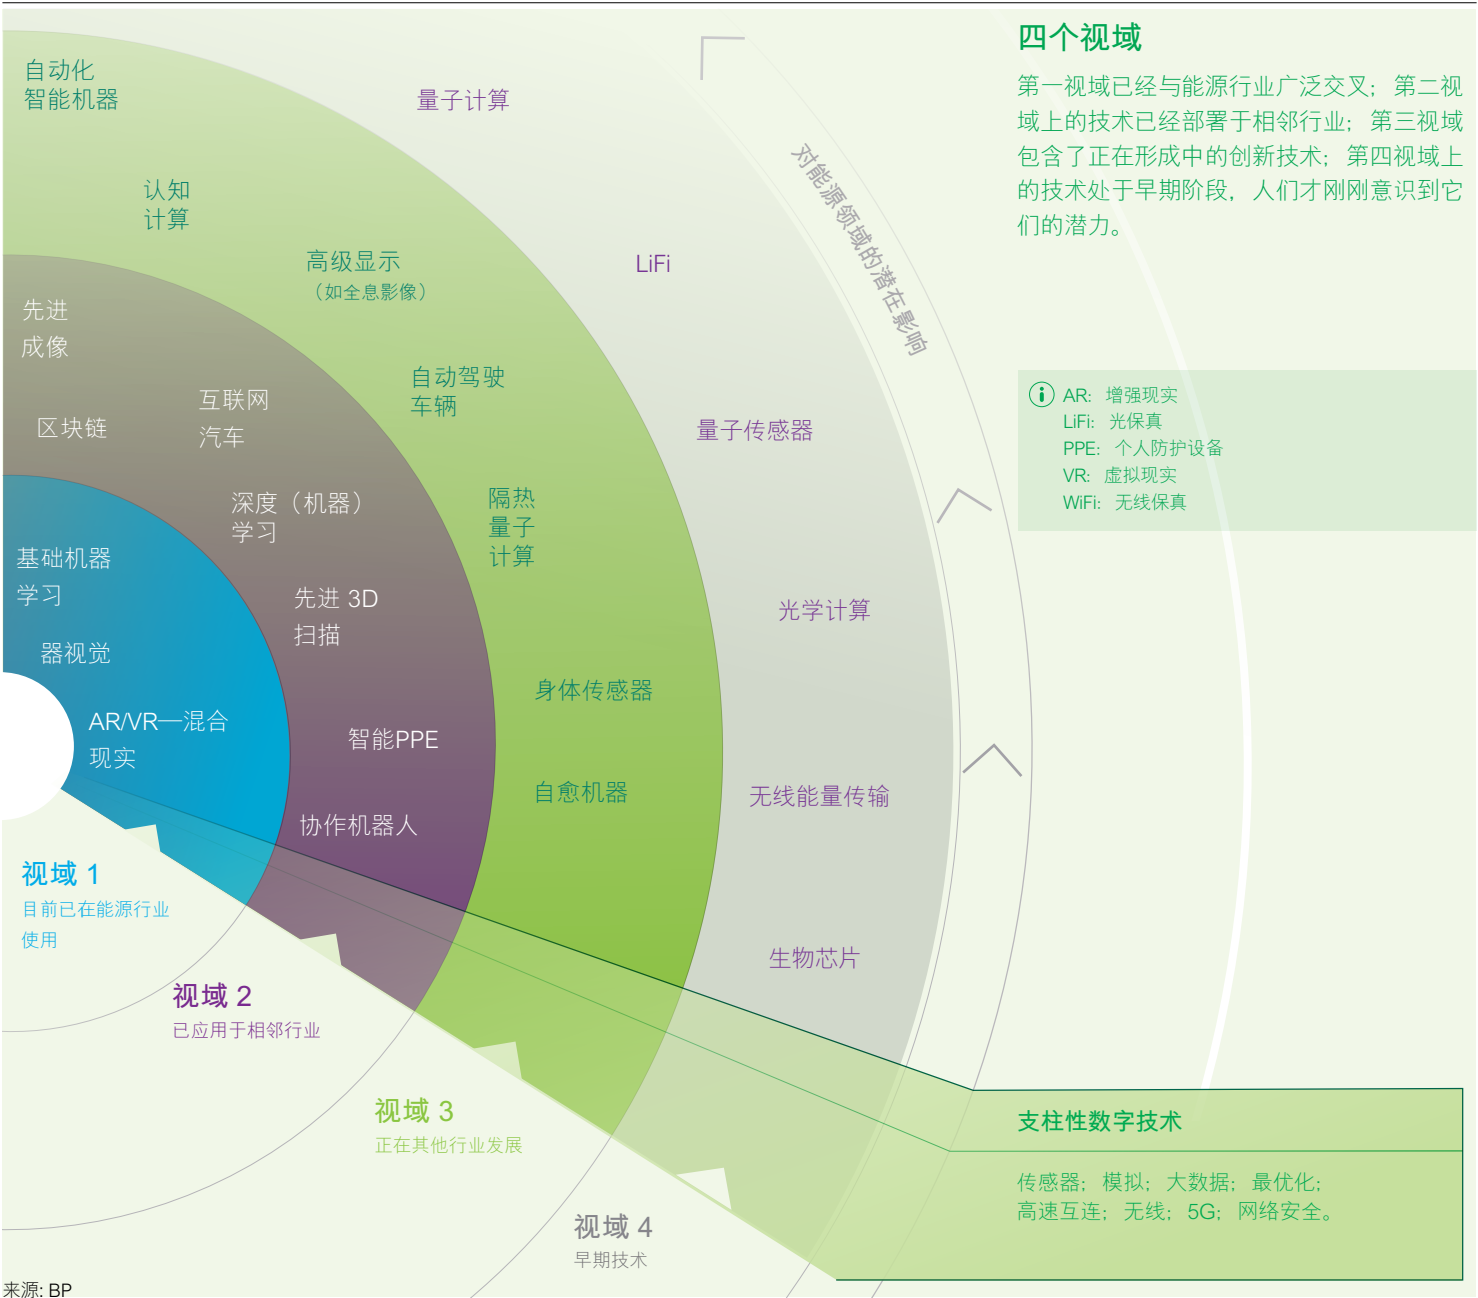 四个视域
第一视域已经与能源行业广泛交叉；第二视
域上的技术已经部署于相邻行业；第三视域
包含了正在形成中的创新技术；第四视域上
的技术处于早期阶段，人们才刚刚意识到它
们的潜力。
AR: 增强现实
LiFi: 光保真
PPE: 个人防护设备
VR: 虚拟现实
WiFi: 无线保真
对能源领域的潜在影响
自动化
智能机器
认知
计算
高级显示
（如全息影像）
自动驾驶
车辆
隔热
量子
计算
身体传感器
自愈机器
量子计算
LiFi
量子传感器
光学计算
无线能量传输
生物芯片
先进
成像
区块链
互联网
汽车
深度（机器）
学习
先进 3D
扫描
智能PPE
协作机器人
基础机器
学习
器视觉
AR/VR—混合
现实
视域 1
目前已在能源行业
使用
视域 2
已应用于相邻行业
视域 3
正在其他行业发展
视域 4
早期技术
支柱性数字技术
传感器；模拟；大数据；最优化；
高速互连；无线；5G；网络安全。
来源: BP